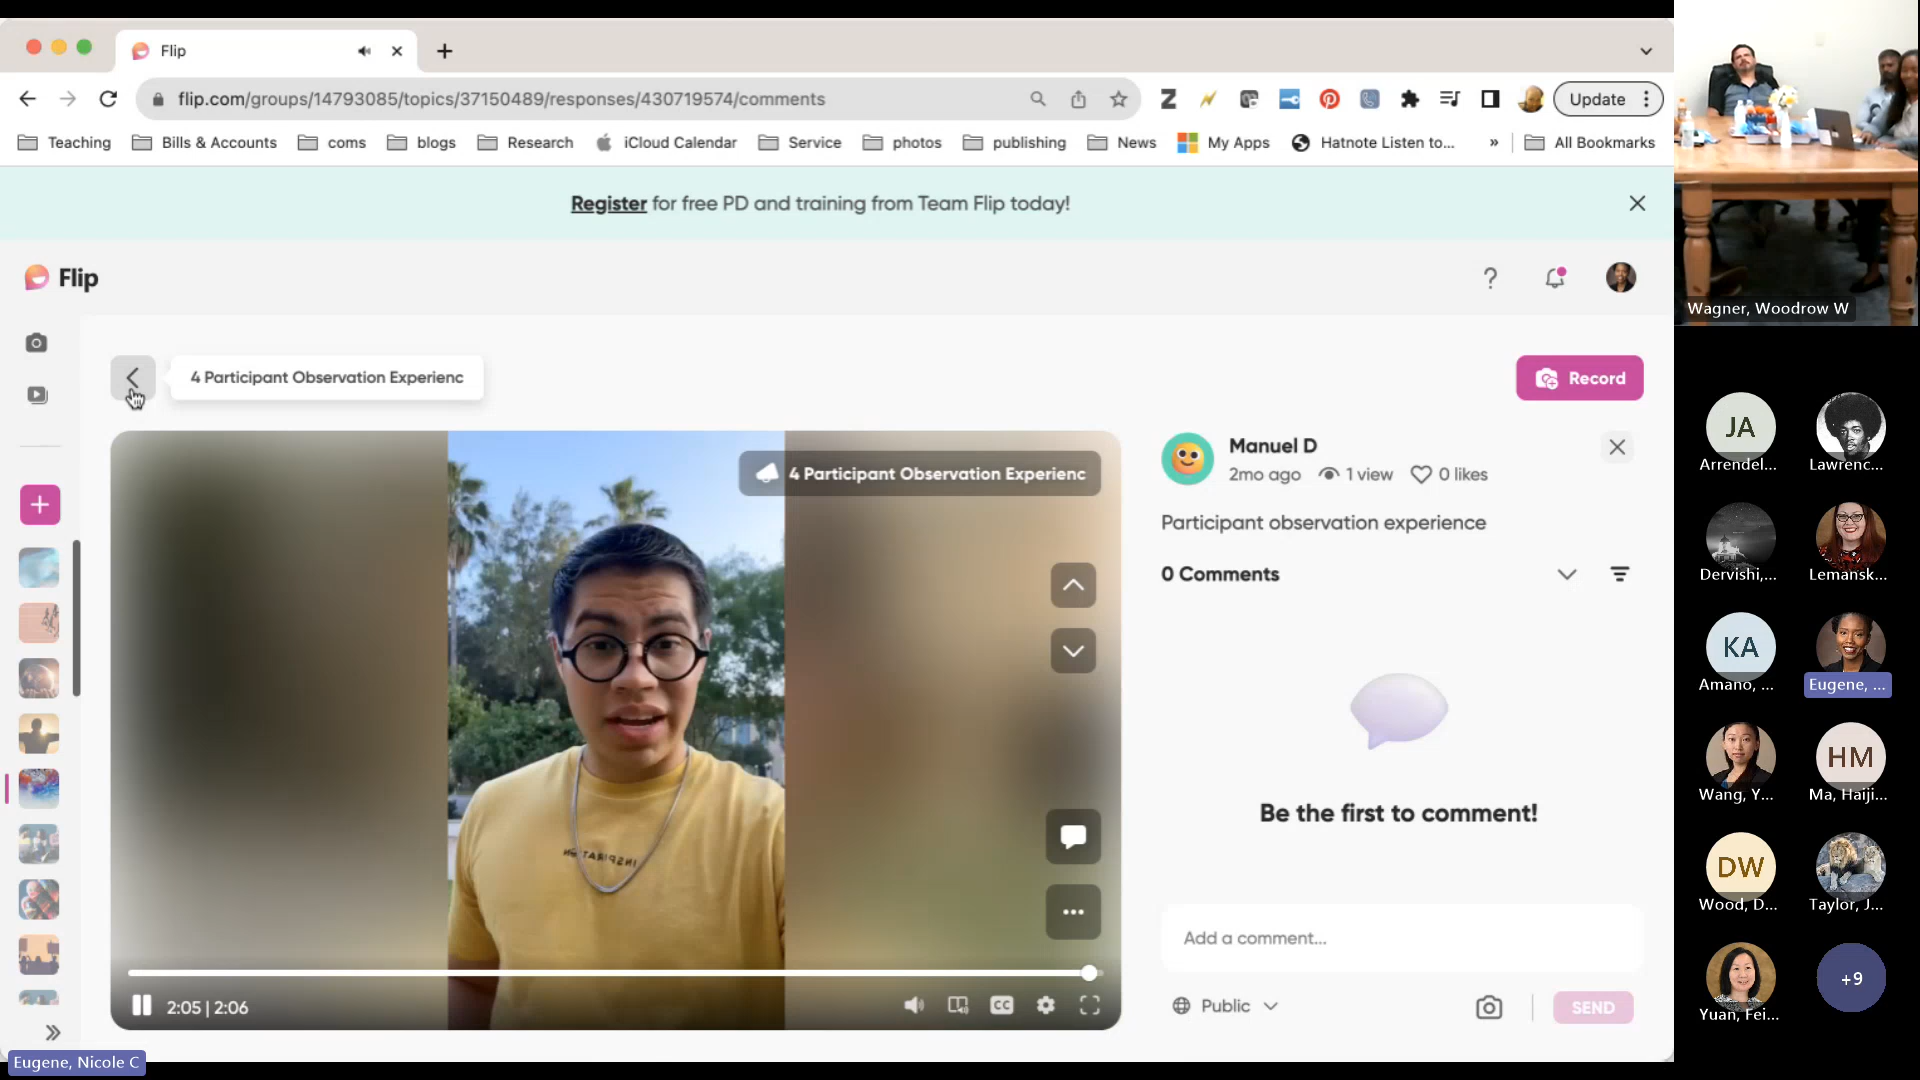 Flip
flip.com/groups/14793085/topics/37150489/responses/430719574/comments
Update
Teaching
Bills & Accounts
coms
blogs
Research
iCloud Calendar
Service
photos
publishing
News
My Apps
Hatnote Listen to...
»
All Bookmarks
Register for free PD and training from Team Flip today!
Flip
4 Participant Observation Experienc
Record
4 Participant Observation Experienc
INSPIRATION
2:05 | 2:06
CC
Manuel D
2mo ago
1 view
0 likes
Participant observation experience
0 Comments
Be the first to comment!
Add a comment...
Public
SEND
Eugene, Nicole C
Wagner, Woodrow W
JA
Arrendel...
Lawrenc...
Dervishi,...
Lemansk...
KA
Amano, ...
Eugene, ...
Wang, Y...
HM
Ma, Haiji...
DW
Wood, D...
Taylor, J...
Yuan, Fei...
+9